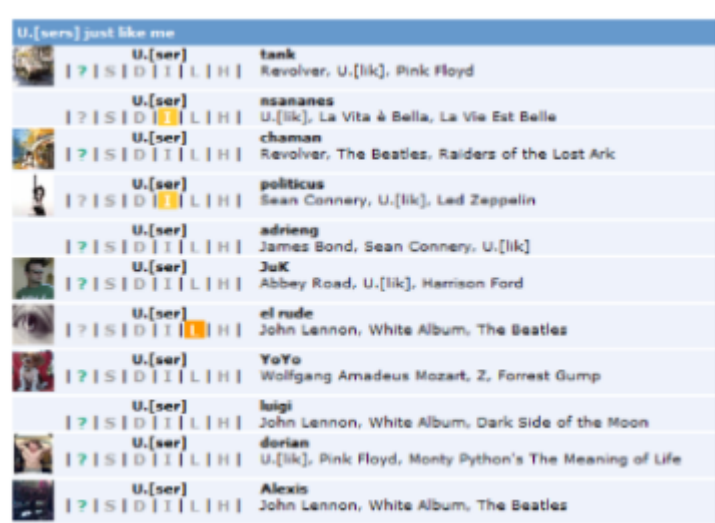 U.[sers] just like me
U.[ser] tank
| ? | S | D | I | L | H | Revolver, U.[lik], Pink Floyd
U.[ser] nsananes
| ? | S | D | I | L | H | U.[lik], La Vita è Bella, La Vie Est Belle
U.[ser] chaman
| ? | S | D | I | L | H | Revolver, The Beatles, Raiders of the Lost Ark
U.[ser] politicus
| ? | S | D | I | L | H | Sean Connery, U.[lik], Led Zeppelin
U.[ser] adrieng
| ? | S | D | I | L | H | James Bond, Sean Connery, U.[lik]
U.[ser] JuK
| ? | S | D | I | L | H | Abbey Road, U.[lik], Harrison Ford
U.[ser] el rude
| ? | S | D | I | L | H | John Lennon, White Album, The Beatles
U.[ser] YoYo
| ? | S | D | I | L | H | Wolfgang Amadeus Mozart, Z, Forrest Gump
U.[ser] luigi
| ? | S | D | I | L | H | John Lennon, White Album, Dark Side of the Moon
U.[ser] dorian
| ? | S | D | I | L | H | U.[lik], Pink Floyd, Monty Python's The Meaning of Life
U.[ser] Alexis
| ? | S | D | I | L | H | John Lennon, White Album, The Beatles